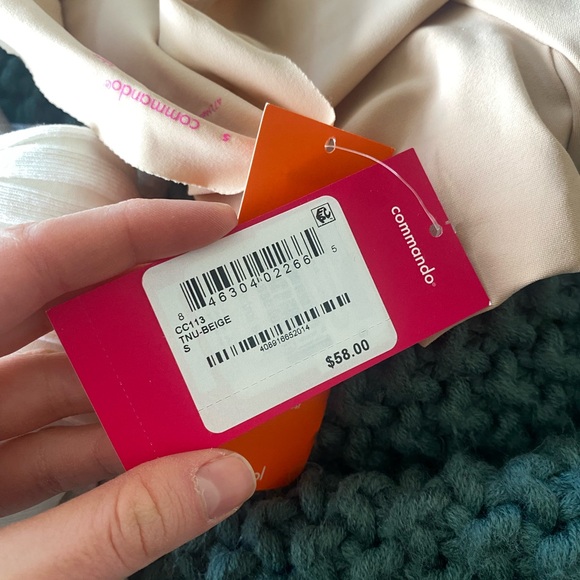 commando®
S
commando®
8 46304 02266 5
CC113
TNU-BEIGE
S
408916652014
$58.00